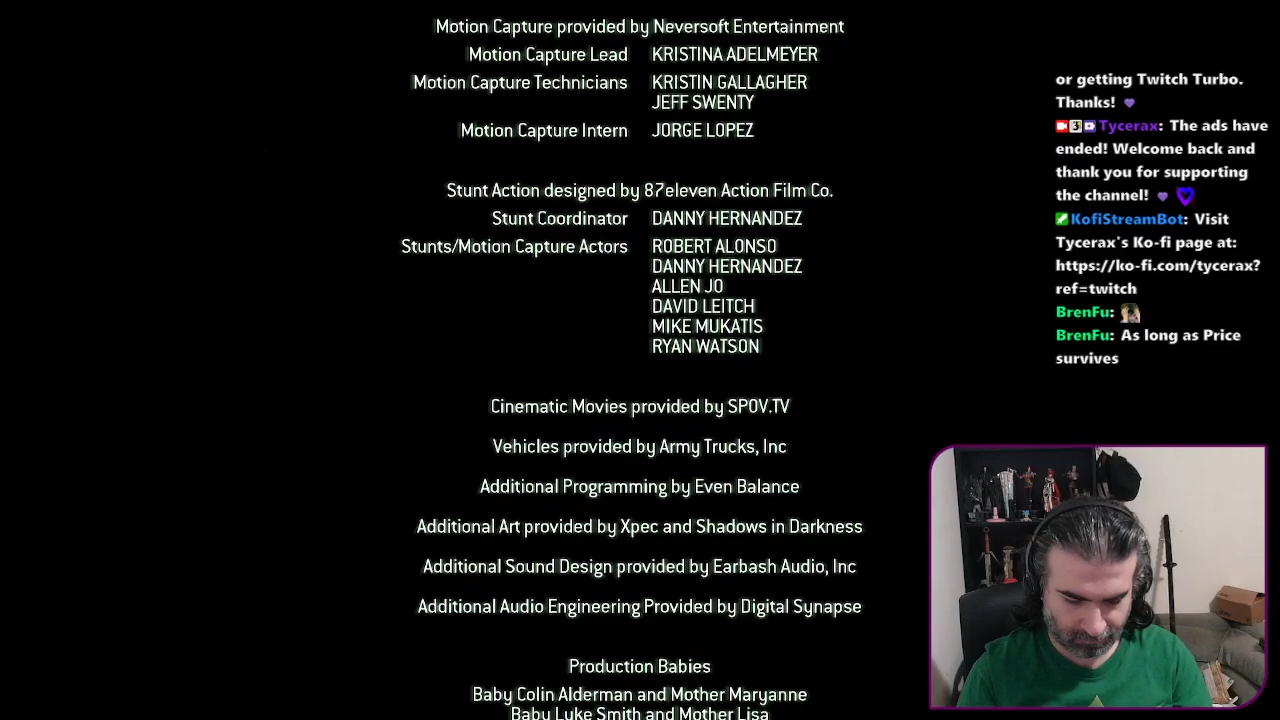 Motion Capture provided by Neversoft Entertainment
Motion Capture Lead KRISTINA ADELMEYER
Motion Capture Technicians KRISTIN GALLAGHER
JEFF SWENTY
Motion Capture Intern JORGE LOPEZ
Stunt Action designed by 87eleven Action Film Co.
Stunt Coordinator DANNY HERNANDEZ
Stunts/Motion Capture Actors ROBERT ALONSO
DANNY HERNANDEZ
ALLEN JO
DAVID LEITCH
MIKE MUKATIS
RYAN WATSON
Cinematic Movies provided by SPOV.TV
Vehicles provided by Army Trucks, Inc
Additional Programming by Even Balance
Additional Art provided by Xpec and Shadows in Darkness
Additional Sound Design provided by Earbash Audio, Inc
Additional Audio Engineering Provided by Digital Synapse
Production Babies
Baby Colin Alderman and Mother Maryanne
Baby Luke Smith and Mother Lisa
or getting Twitch Turbo.
Thanks!
3 Tycerax: The ads have
ended! Welcome back and
thank you for supporting
the channel!
KofiStreamBot: Visit
Tycerax's Ko-fi page at:
https://ko-fi.com/tycerax?
ref=twitch
BrenFu:
BrenFu: As long as Price
survives